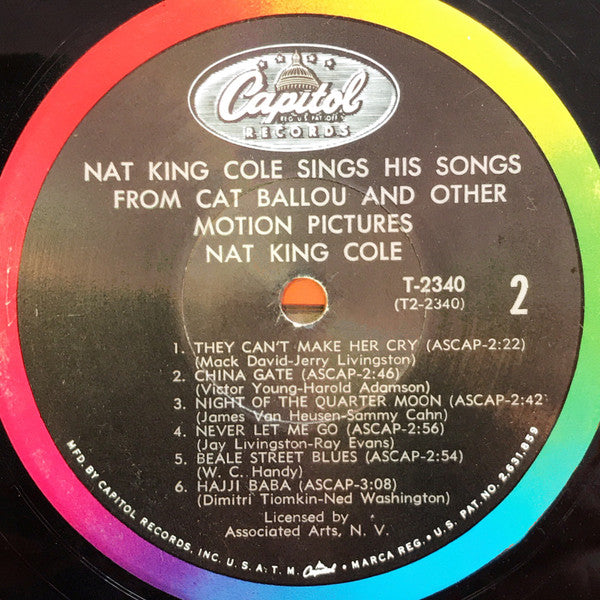 Capitol
REG. U.S. PAT. OFF.
RECORDS
NAT KING COLE SINGS HIS SONGS
FROM CAT BALLOU AND OTHER
MOTION PICTURES
NAT KING COLE
T-2340
(T2-2340)
2
1. THEY CAN'T MAKE HER CRY (ASCAP-2:22)
(Mack David-Jerry Livingston)
2. CHINA GATE (ASCAP-2:46)
(Victor Young-Harold Adamson)
3. NIGHT OF THE QUARTER MOON (ASCAP-2:42
(James Van Heusen-Sammy Cahn)
4. NEVER LET ME GO (ASCAP-2:56)
(Jay Livingston-Ray Evans)
5. BEALE STREET BLUES (ASCAP-2:54)
(W. C. Handy)
6. HAJJI BABA (ASCAP-3:08)
(Dimitri Tiomkin-Ned Washington)
Licensed by
Associated Arts, N. V.
MFD. BY CAPITOL RECORDS, INC. U.S.A. T.M. Capitol • MARCA REG. • U.S. PAT. NO. 2,631,859